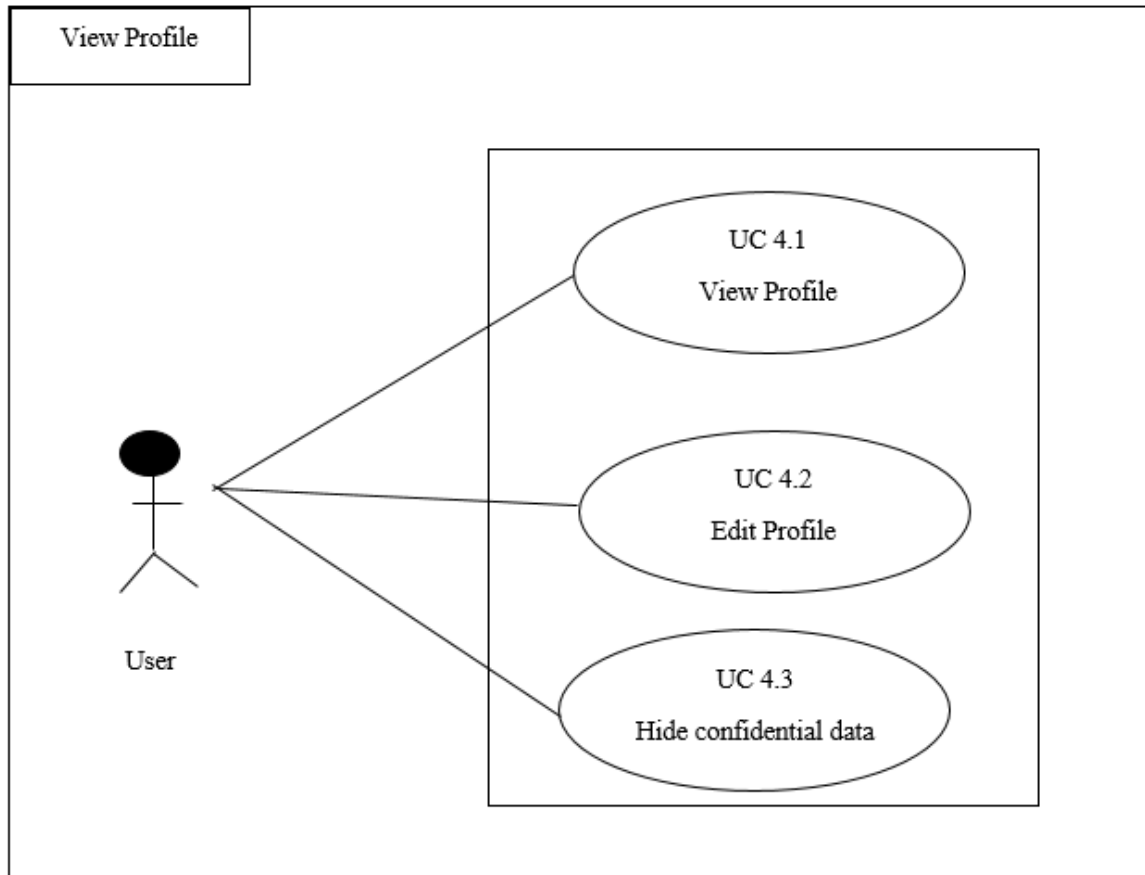 View Profile
UC 4.1
View Profile
UC 4.2
Edit Profile
User
UC 4.3
Hide confidential data